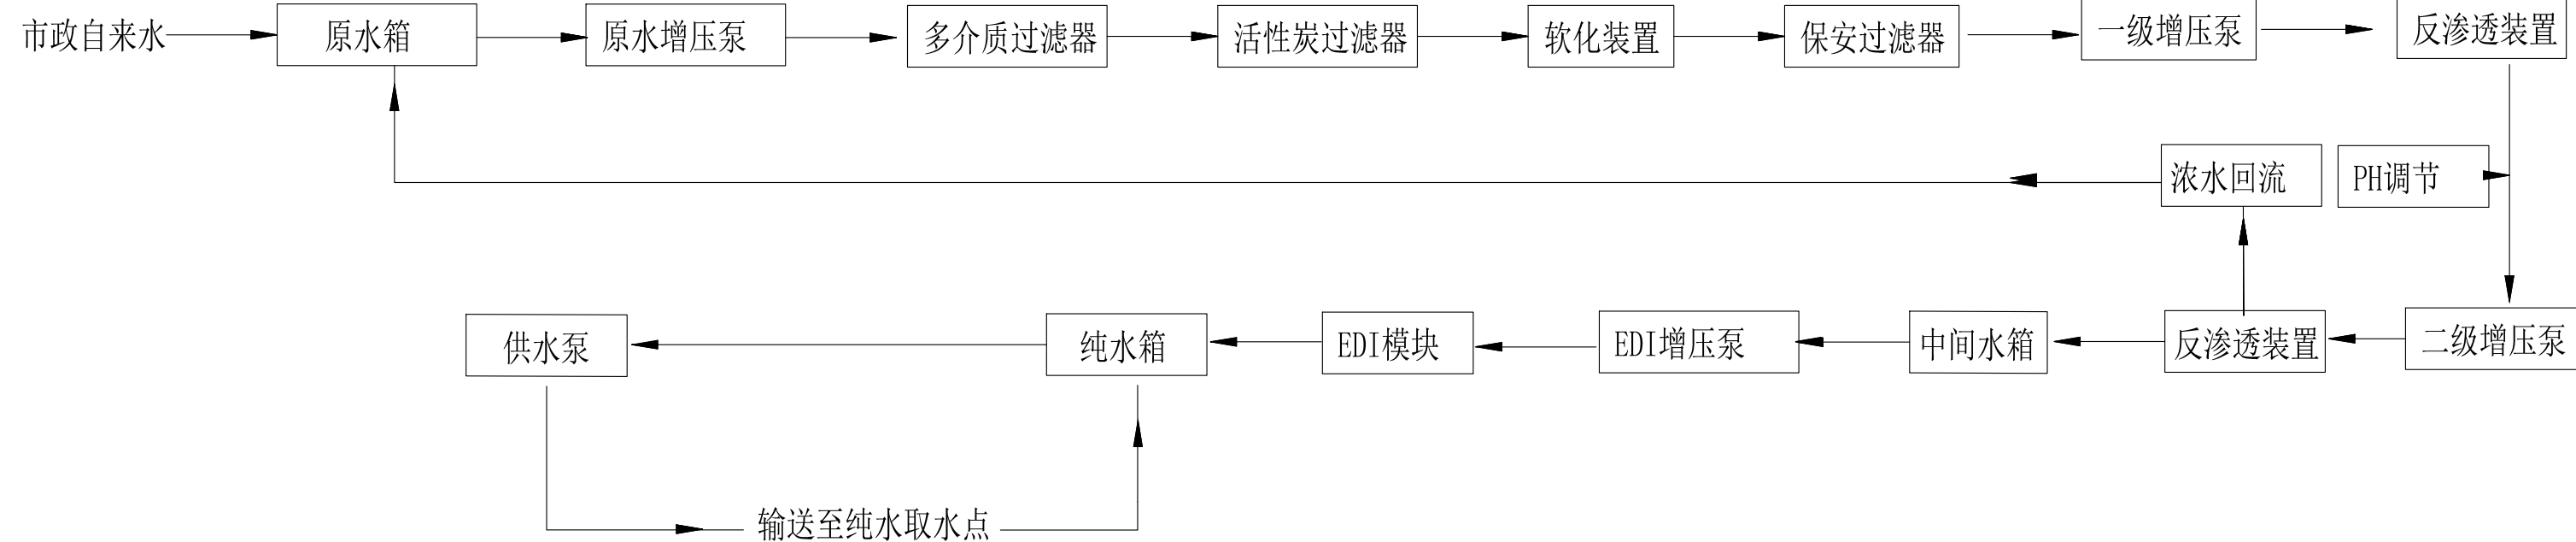 市政自来水
原水箱
原水增压泵
多介质过滤器
活性炭过滤器
软化装置
保安过滤器
一级增压泵
反渗透装置
浓水回流
PH调节
供水泵
纯水箱
EDI模块
EDI增压泵
中间水箱
反渗透装置
二级增压泵
输送至纯水取水点